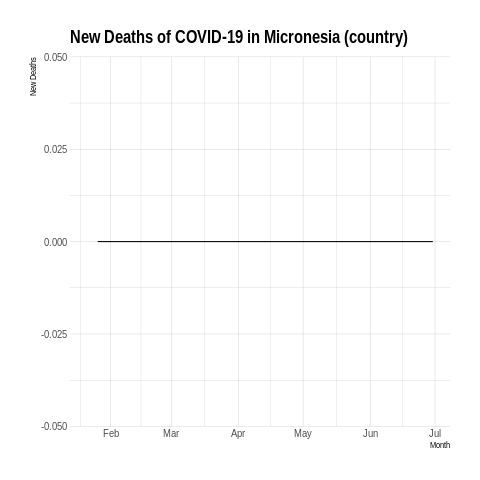 New Deaths of COVID-19 in Micronesia (country)
New Deaths
0.050
0.025
0.000
-0.025
-0.050
Feb Mar Apr May Jun Jul
Month